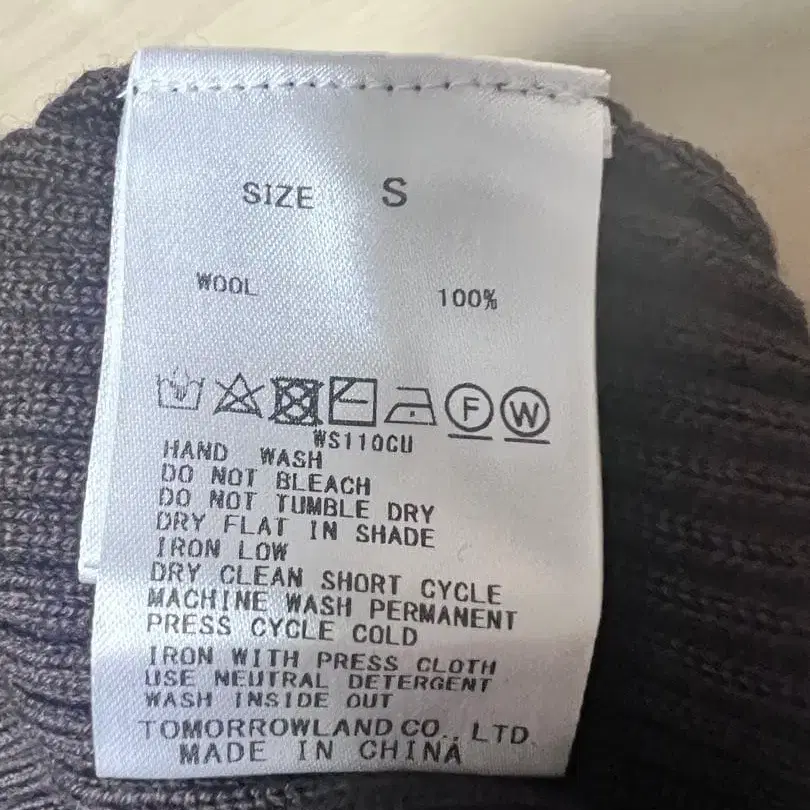 SIZE S
WOOL 100%
F W
WS110CU
HAND WASH
DO NOT BLEACH
DO NOT TUMBLE DRY
DRY FLAT IN SHADE
IRON LOW
DRY CLEAN SHORT CYCLE
MACHINE WASH PERMANENT
PRESS CYCLE COLD
IRON WITH PRESS CLOTH
USE NEUTRAL DETERGENT
WASH INSIDE OUT
TOMORROWLAND CO., LTD.
MADE IN CHINA